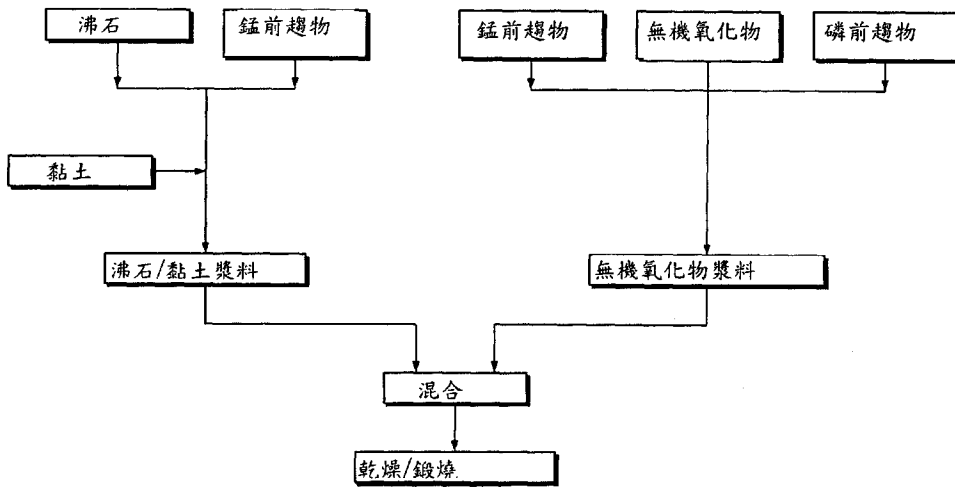 沸石
錳前趨物
錳前趨物
無機氧化物
磷前趨物
黏土
沸石/黏土漿料
無機氧化物漿料
混合
乾燥/鍛燒